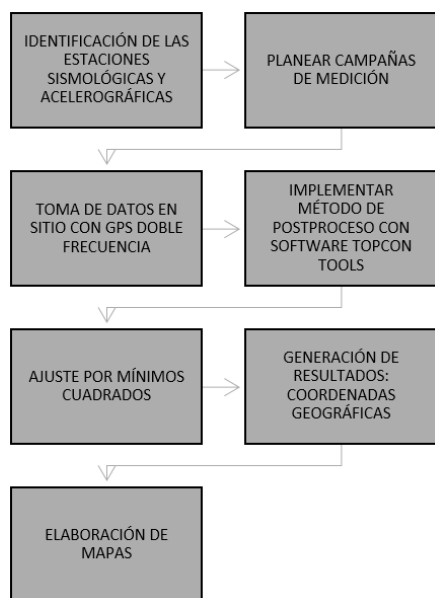 IDENTIFICACIÓN DE LAS
ESTACIONES
SISMOLÓGICAS Y
ACELEROGRÁFICAS
PLANEAR CAMPAÑAS
DE MEDICIÓN
TOMA DE DATOS EN
SITIO CON GPS DOBLE
FRECUENCIA
IMPLEMENTAR
MÉTODO DE
POSTPROCESO CON
SOFTWARE TOPCON
TOOLS
AJUSTE POR MÍNIMOS
CUADRADOS
GENERACIÓN DE
RESULTADOS:
COORDENADAS
GEOGRÁFICAS
ELABORACIÓN DE
MAPAS